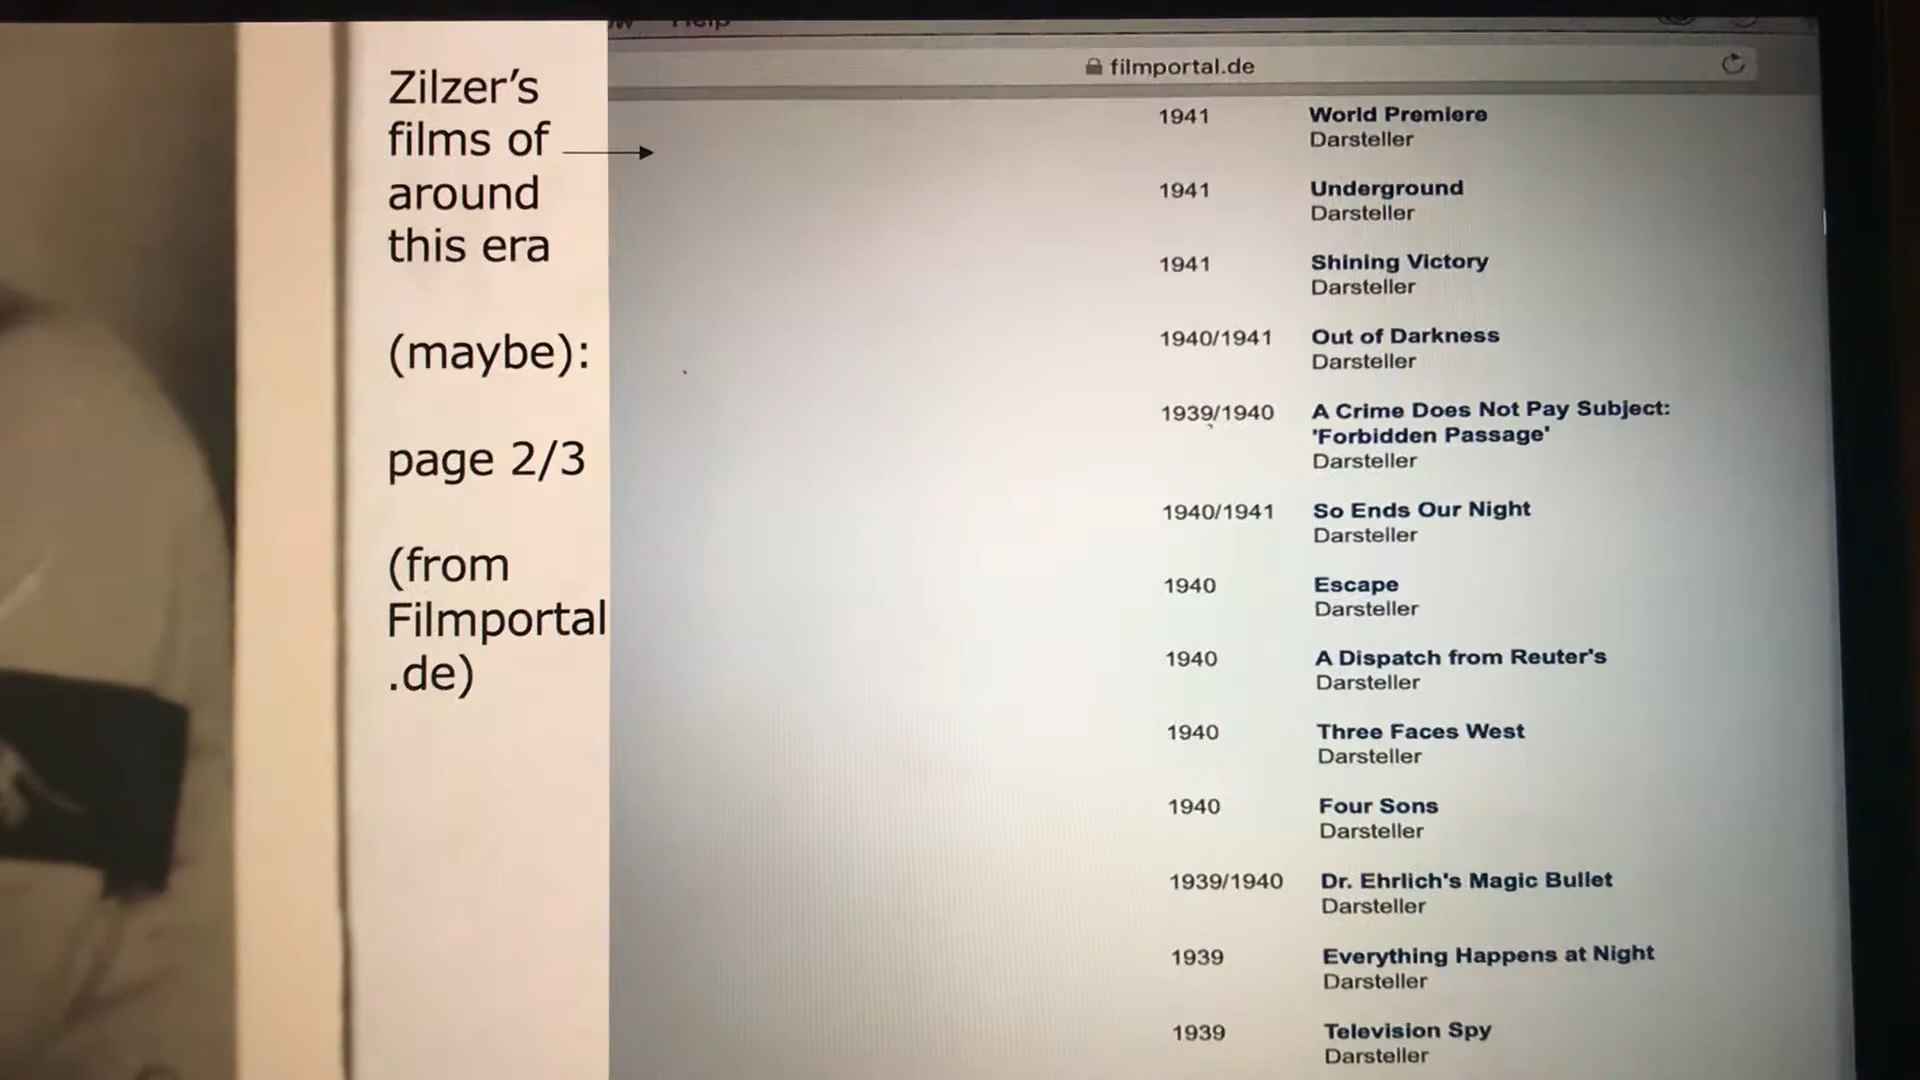 Zilzer's
films of
around
this era
(maybe):
page 2/3
(from
Filmportal
.de)
Help
filmportal.de
1941 World Premiere
Darsteller
1941 Underground
Darsteller
1941 Shining Victory
Darsteller
1940/1941 Out of Darkness
Darsteller
1939/1940 A Crime Does Not Pay Subject:
'Forbidden Passage'
Darsteller
1940/1941 So Ends Our Night
Darsteller
1940 Escape
Darsteller
1940 A Dispatch from Reuter's
Darsteller
1940 Three Faces West
Darsteller
1940 Four Sons
Darsteller
1939/1940 Dr. Ehrlich's Magic Bullet
Darsteller
1939 Everything Happens at Night
Darsteller
1939 Television Spy
Darsteller